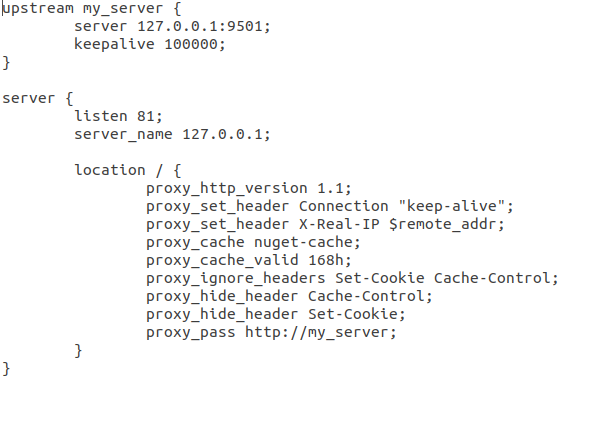 upstream my_server {
        server 127.0.0.1:9501;
        keepalive 100000;
}

server {
        listen 81;
        server_name 127.0.0.1;

        location / {
                proxy_http_version 1.1;
                proxy_set_header Connection "keep-alive";
                proxy_set_header X-Real-IP $remote_addr;
                proxy_cache nuget-cache;
                proxy_cache_valid 168h;
                proxy_ignore_headers Set-Cookie Cache-Control;
                proxy_hide_header Cache-Control;
                proxy_hide_header Set-Cookie;
                proxy_pass http://my_server;
        }
}